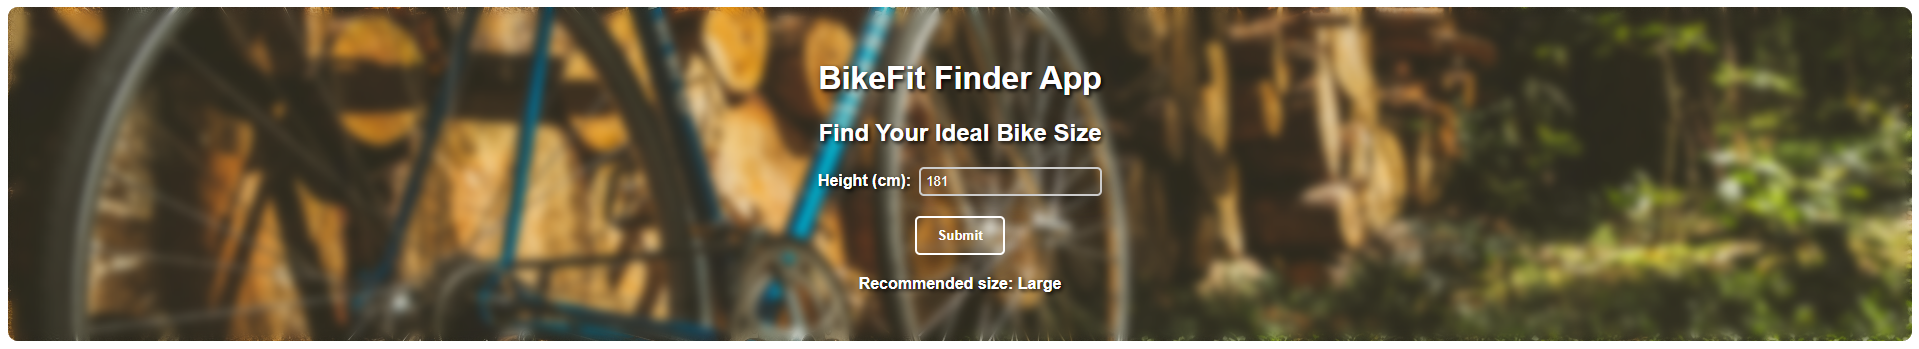 BikeFit Finder App
Find Your Ideal Bike Size
Height (cm): 181
Submit
Recommended size: Large